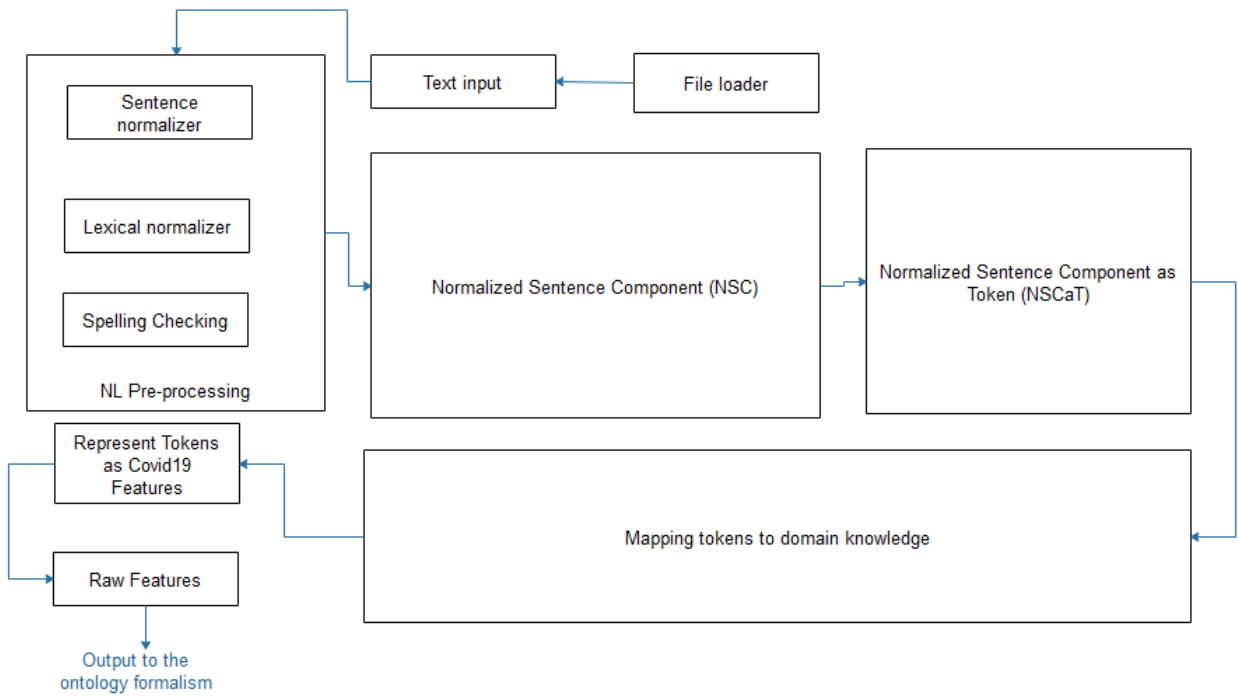 Text input
File loader
Sentence
normalizer
Lexical normalizer
Spelling Checking
NL Pre-processing
Normalized Sentence Component (NSC)
Normalized Sentence Component as
Token (NSCaT)
Mapping tokens to domain knowledge
Represent Tokens
as Covid19
Features
Raw Features
Output to the
ontology formalism